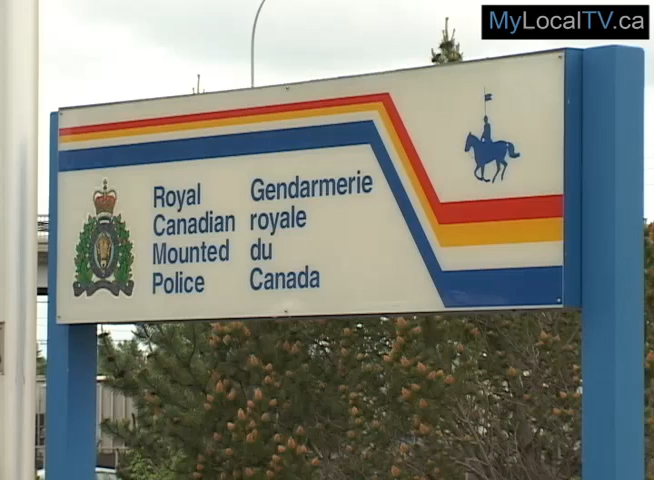 MyLocalTV.ca
Royal
Canadian
Mounted
Police
Gendarmerie
royale
du
Canada